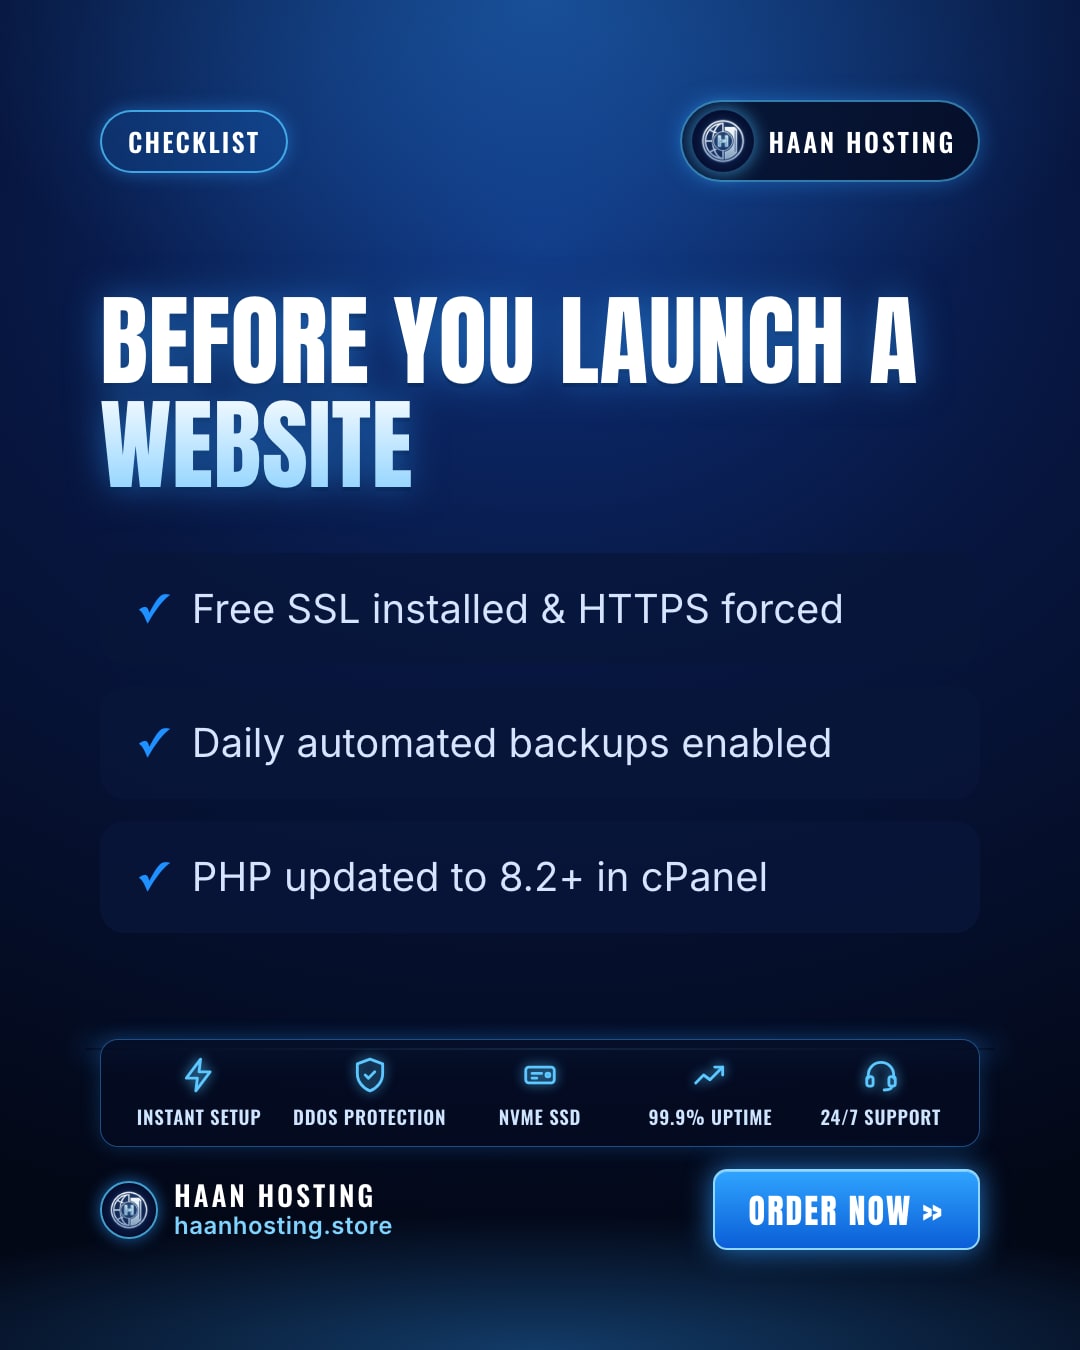 CHECKLIST
HAAN HOSTING
BEFORE YOU LAUNCH A
WEBSITE
✓ Free SSL installed & HTTPS forced
✓ Daily automated backups enabled
✓ PHP updated to 8.2+ in cPanel
INSTANT SETUP
DDOS PROTECTION
NVME SSD
99.9% UPTIME
24/7 SUPPORT
HAAN HOSTING
haanhosting.store
ORDER NOW »